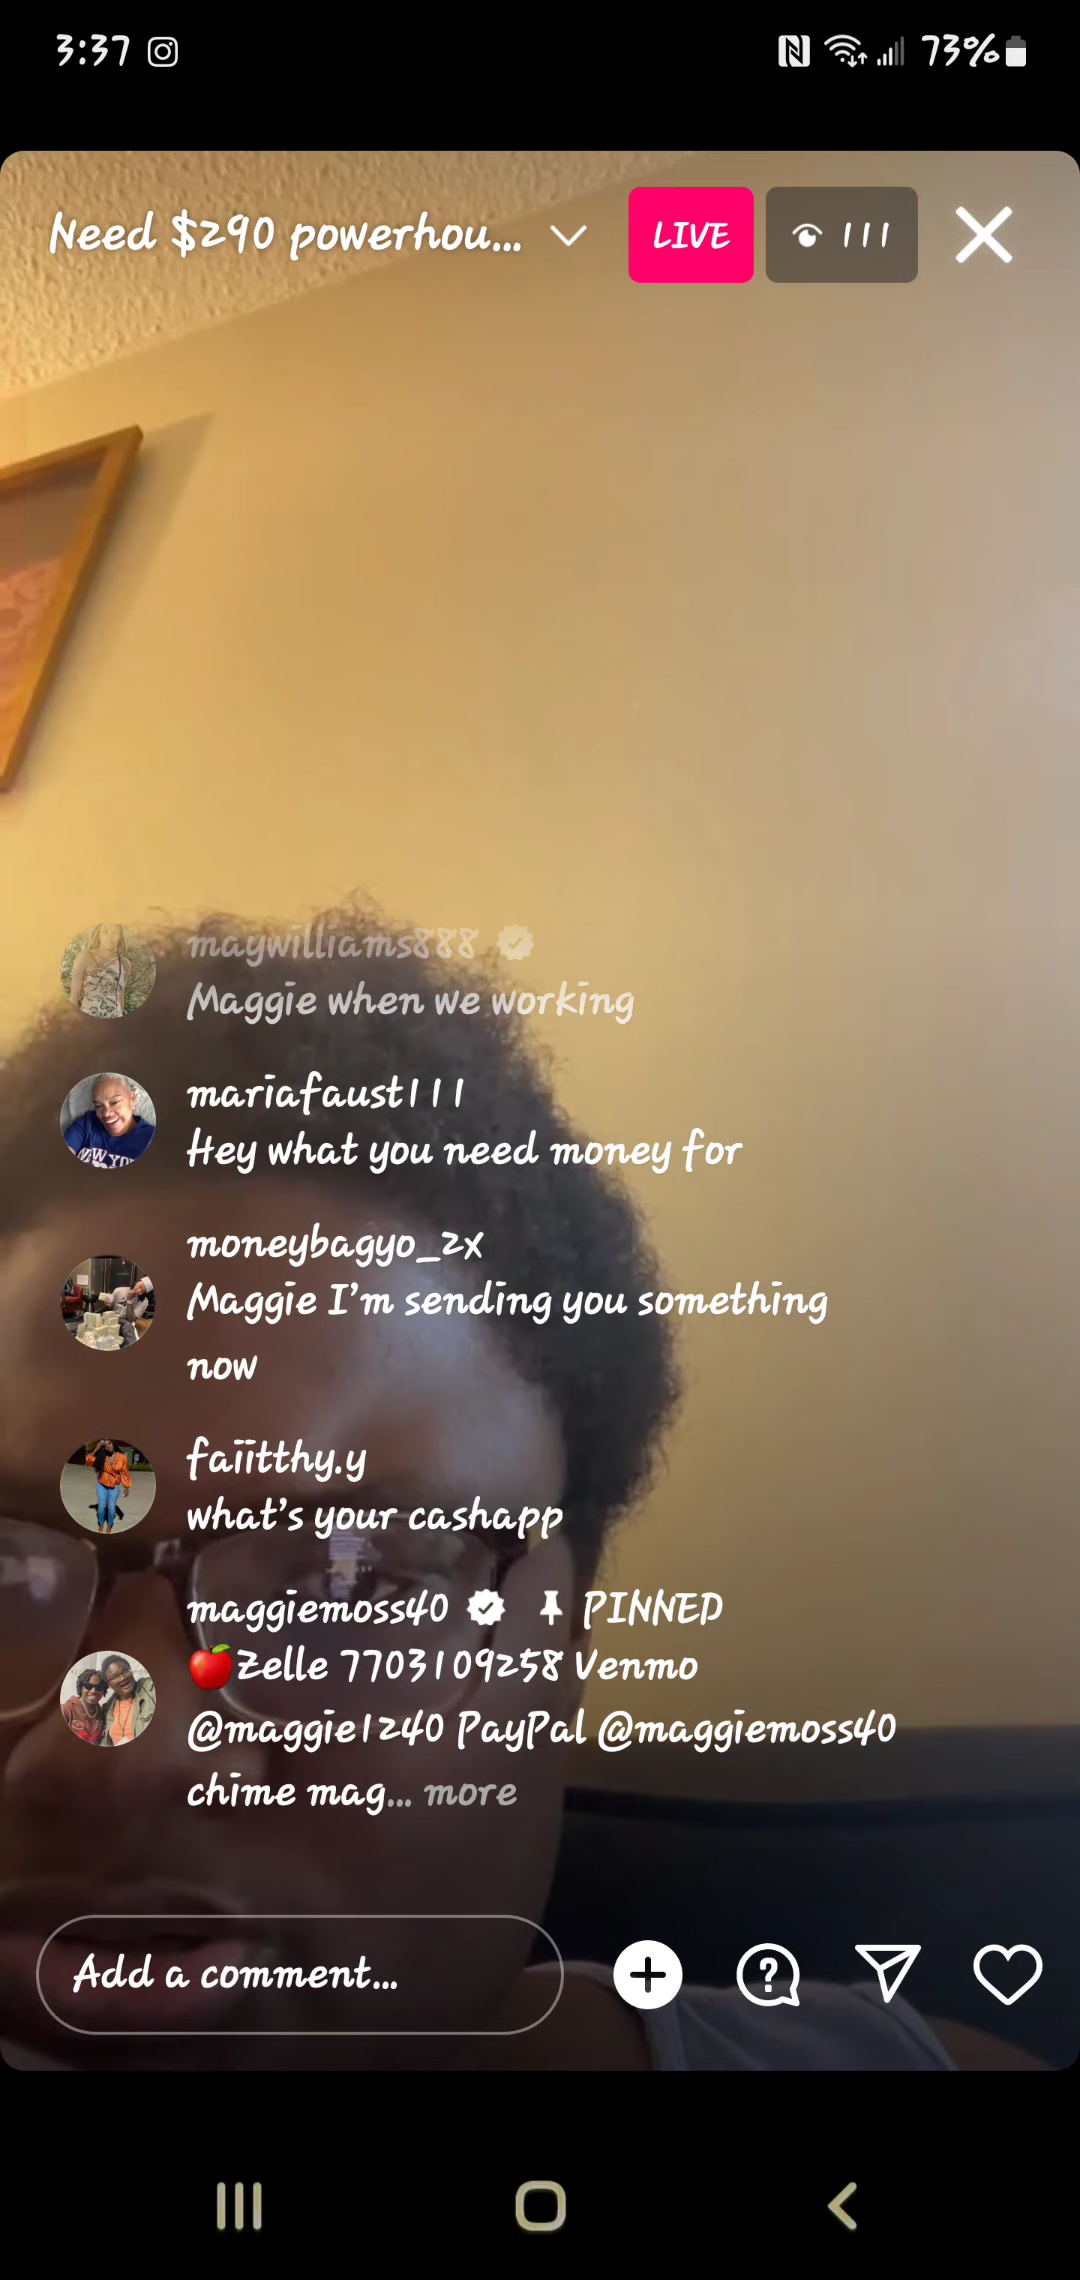 3:37
73%
Need $290 powerhou...
LIVE
111
maywilliams888
Maggie when we working
mariafaust111
Hey what you need money for
moneybagyo_2x
Maggie I’m sending you something
now
faiitthy.y
what’s your cashapp
maggiemoss40 PINNED
🍎Zelle 7703109258 Venmo
@maggie1240 PayPal @maggiemoss40
chime mag... more
Add a comment...
NEW YO